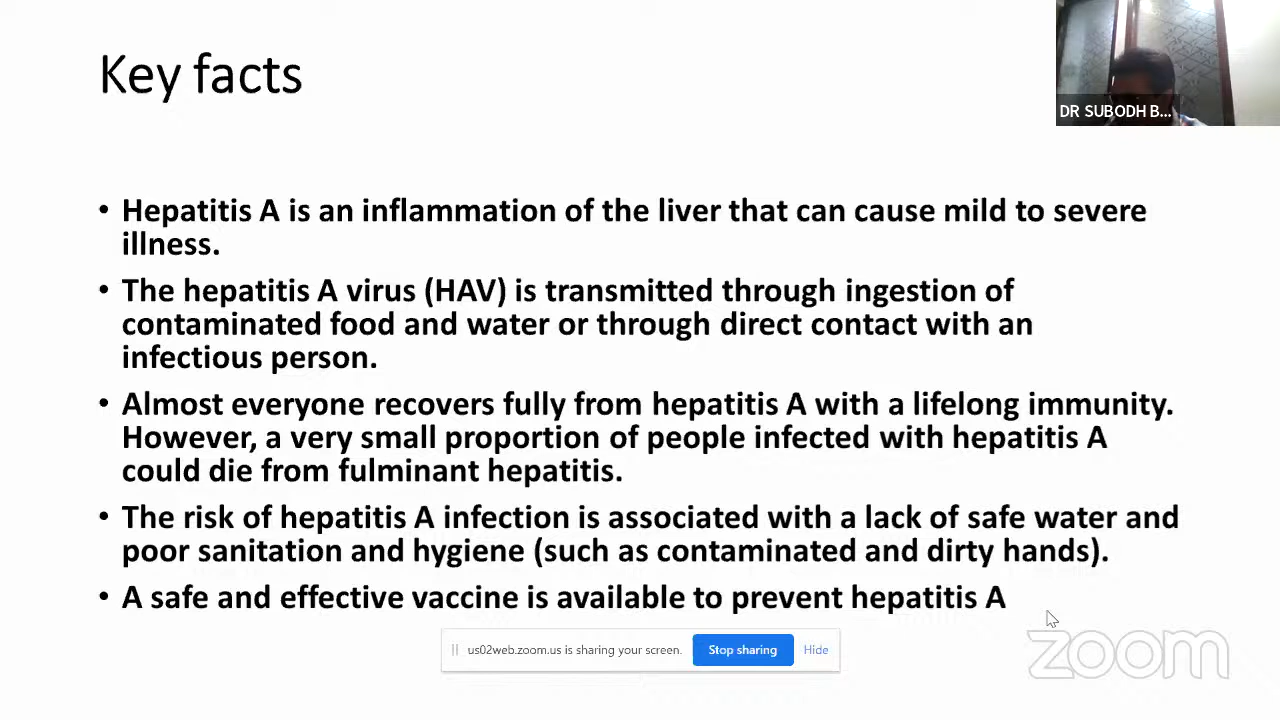 Key facts
DR SUBODH B...
• Hepatitis A is an inflammation of the liver that can cause mild to severe
illness.
• The hepatitis A virus (HAV) is transmitted through ingestion of
contaminated food and water or through direct contact with an
infectious person.
• Almost everyone recovers fully from hepatitis A with a lifelong immunity.
However, a very small proportion of people infected with hepatitis A
could die from fulminant hepatitis.
• The risk of hepatitis A infection is associated with a lack of safe water and
poor sanitation and hygiene (such as contaminated and dirty hands).
• A safe and effective vaccine is available to prevent hepatitis A
us02web.zoom.us is sharing your screen. Stop sharing Hide
zoom